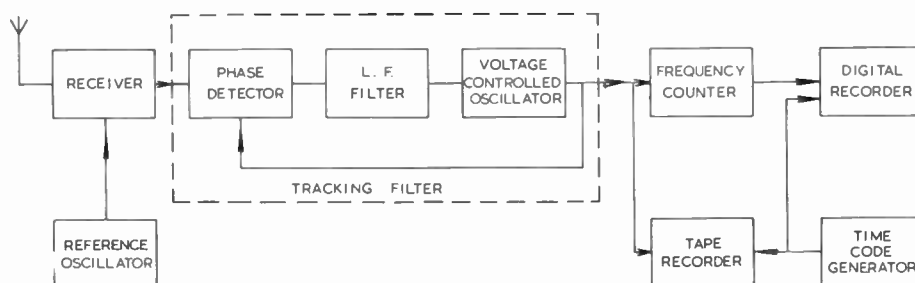 RECEIVER
PHASE
DETECTOR
L. F.
FILTER
VOLTAGE
CONTROLLED
OSCILLATOR
FREQUENCY
COUNTER
DIGITAL
RECORDER
TRACKING FILTER
REFERENCE
OSCILLATOR
TAPE
RECORDER
TIME
CODE
GENERATOR